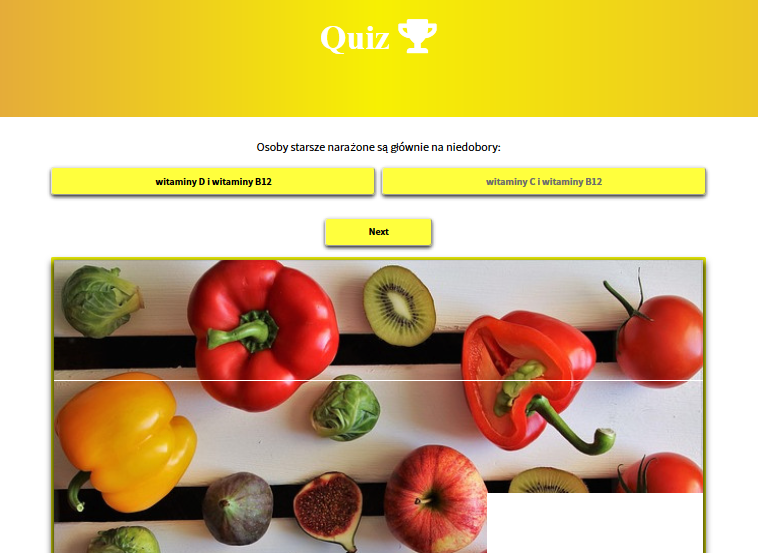 Quiz
Osoby starsze narażone są głównie na niedobory:
witaminy D i witaminy B12
witaminy C i witaminy B12
Next